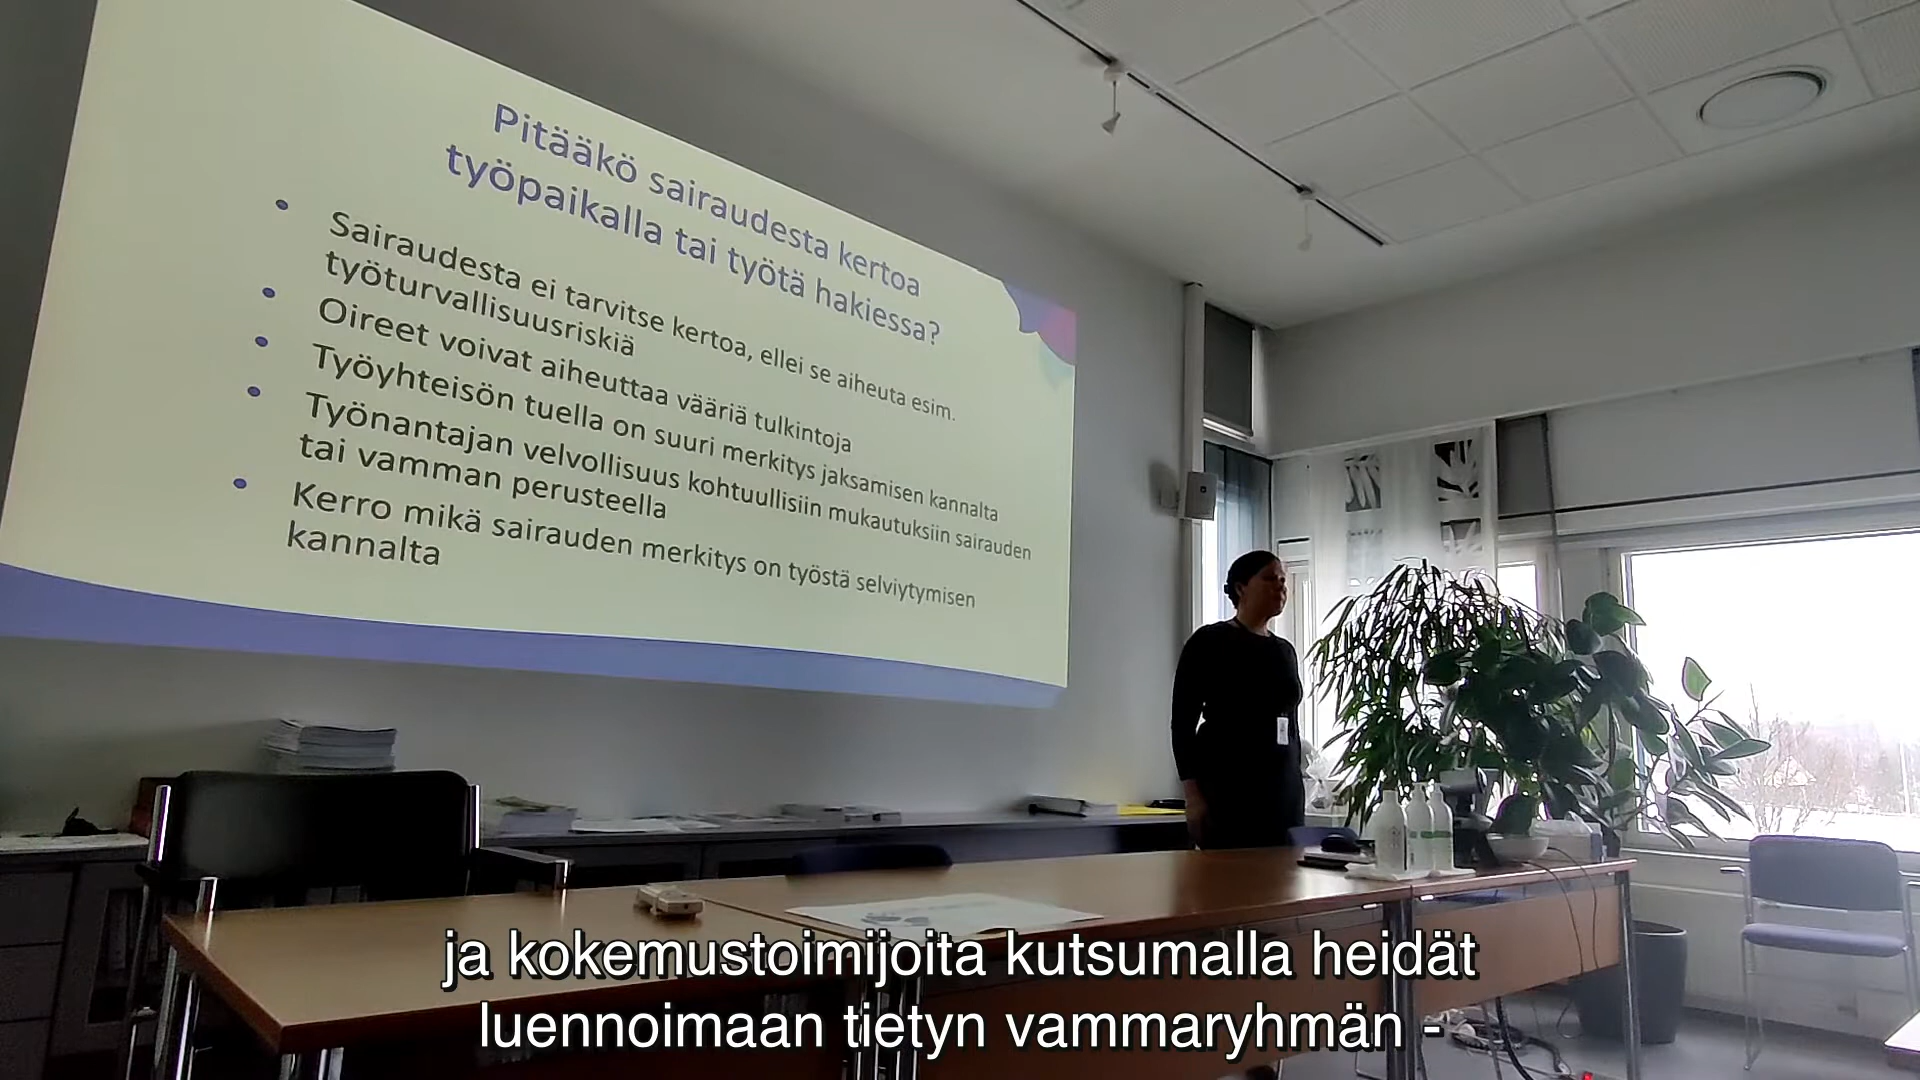 Pitääkö sairaudesta kertoa
työpaikalla tai työtä hakiessa?
• Sairaudesta ei tarvitse kertoa, ellei se aiheuta esim.
työturvallisuusriskiä
• Oireet voivat aiheuttaa vääriä tulkintoja
• Työyhteisön tuella on suuri merkitys jaksamisen kannalta
• Työnantajan velvollisuus kohtuullisiin mukautuksiin sairauden
tai vamman perusteella
• Kerro mikä sairauden merkitys on työstä selviytymisen
kannalta
ja kokemustoimijoita kutsumalla heidät
luennoimaan tietyn vammaryhmän -